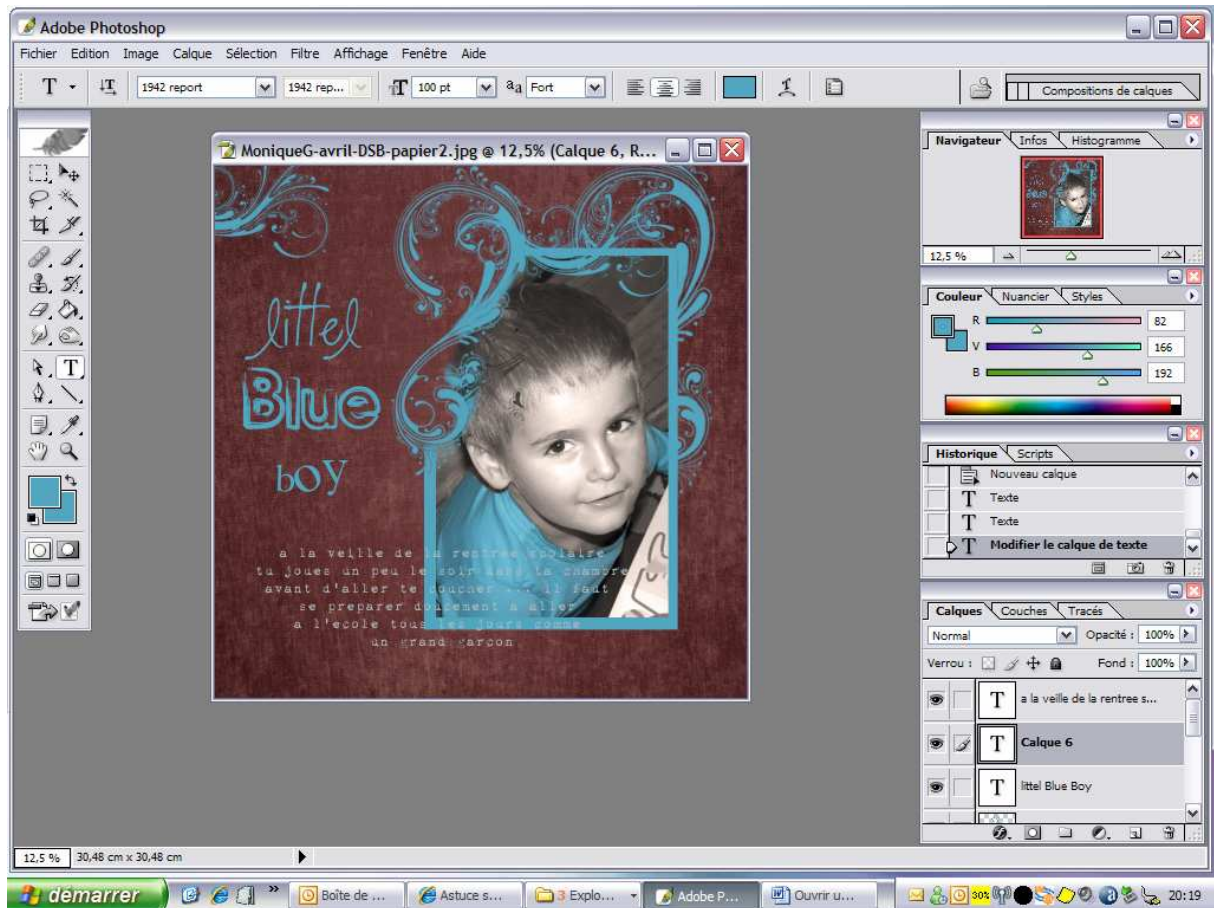 Adobe Photoshop
Fichier Edition Image Calque Sélection Filtre Affichage Fenêtre Aide
T 1942 report 1942 rep... T 100 pt aa Fort Compositions de calques
MoniqueG-avril-DSB-papier2.jpg @ 12,5% (Calque 6, R...
littel
Blue
boy
a la veille de la rentree scolaire
tu joues un peu le soir dans ta chambre
avant d'aller te coucher ... il faut
se preparer doucement a aller
a l'ecole tous les jours comme
un grand garcon
Navigateur Infos Histogramme
12,5 %
Couleur Nuancier Styles
R 82
V 166
B 192
Historique Scripts
Nouveau calque
T Texte
T Texte
T Modifier le calque de texte
Calques Couches Tracés
Normal Opacité : 100%
Verrou : Fond : 100%
T a la veille de la rentree s...
T Calque 6
T littel Blue Boy
12,5 % 30,48 cm x 30,48 cm
démarrer » Boîte de ... Astuce s... 3 Explo... Adobe P... Ouvrir u... 30% 20:19